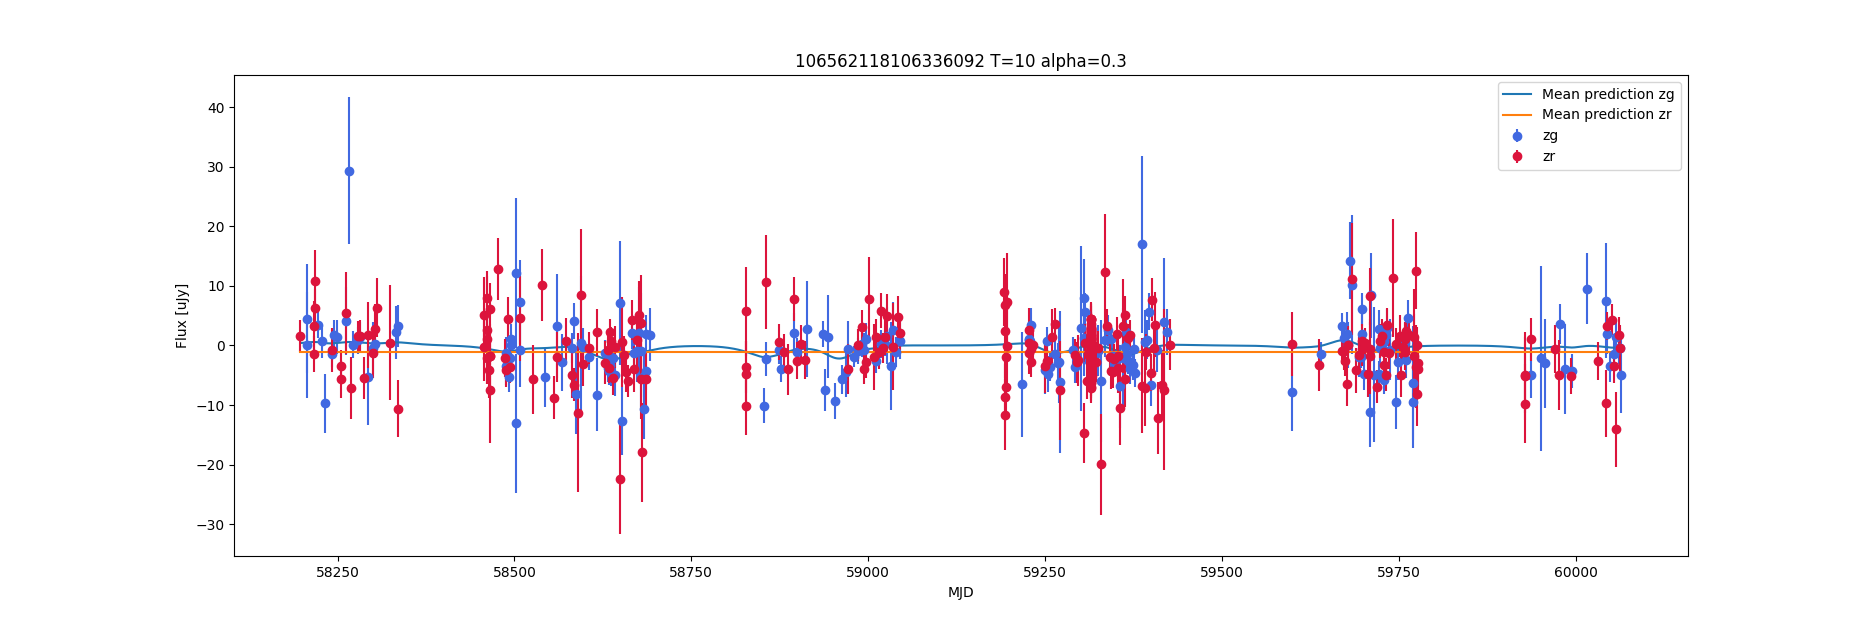 106562118106336092 T=10 alpha=0.3
Mean prediction zg
Mean prediction zr
zg
zr
Flux [uJy]
40
30
20
10
0
−10
−20
−30
58250 58500 58750 59000 59250 59500 59750 60000
MJD